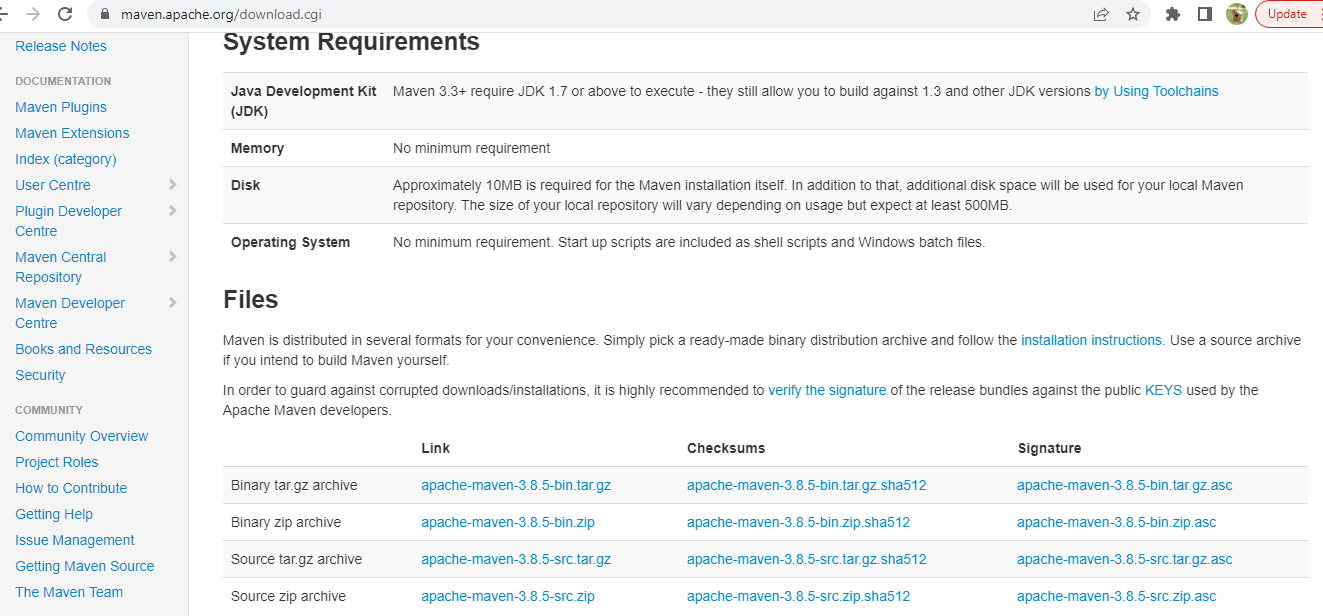 maven.apache.org/download.cgi
Update
Release Notes
DOCUMENTATION
Maven Plugins
Maven Extensions
Index (category)
User Centre
Plugin Developer
Centre
Maven Central
Repository
Maven Developer
Centre
Books and Resources
Security
COMMUNITY
Community Overview
Project Roles
How to Contribute
Getting Help
Issue Management
Getting Maven Source
The Maven Team
System Requirements
Java Development Kit (JDK) Maven 3.3+ require JDK 1.7 or above to execute - they still allow you to build against 1.3 and other JDK versions by Using Toolchains
Memory No minimum requirement
Disk Approximately 10MB is required for the Maven installation itself. In addition to that, additional disk space will be used for your local Maven
repository. The size of your local repository will vary depending on usage but expect at least 500MB.
Operating System No minimum requirement. Start up scripts are included as shell scripts and Windows batch files.
Files
Maven is distributed in several formats for your convenience. Simply pick a ready-made binary distribution archive and follow the installation instructions. Use a source archive
if you intend to build Maven yourself.
In order to guard against corrupted downloads/installations, it is highly recommended to verify the signature of the release bundles against the public KEYS used by the
Apache Maven developers.
Link Checksums Signature
Binary tar.gz archive apache-maven-3.8.5-bin.tar.gz apache-maven-3.8.5-bin.tar.gz.sha512 apache-maven-3.8.5-bin.tar.gz.asc
Binary zip archive apache-maven-3.8.5-bin.zip apache-maven-3.8.5-bin.zip.sha512 apache-maven-3.8.5-bin.zip.asc
Source tar.gz archive apache-maven-3.8.5-src.tar.gz apache-maven-3.8.5-src.tar.gz.sha512 apache-maven-3.8.5-src.tar.gz.asc
Source zip archive apache-maven-3.8.5-src.zip apache-maven-3.8.5-src.zip.sha512 apache-maven-3.8.5-src.zip.asc